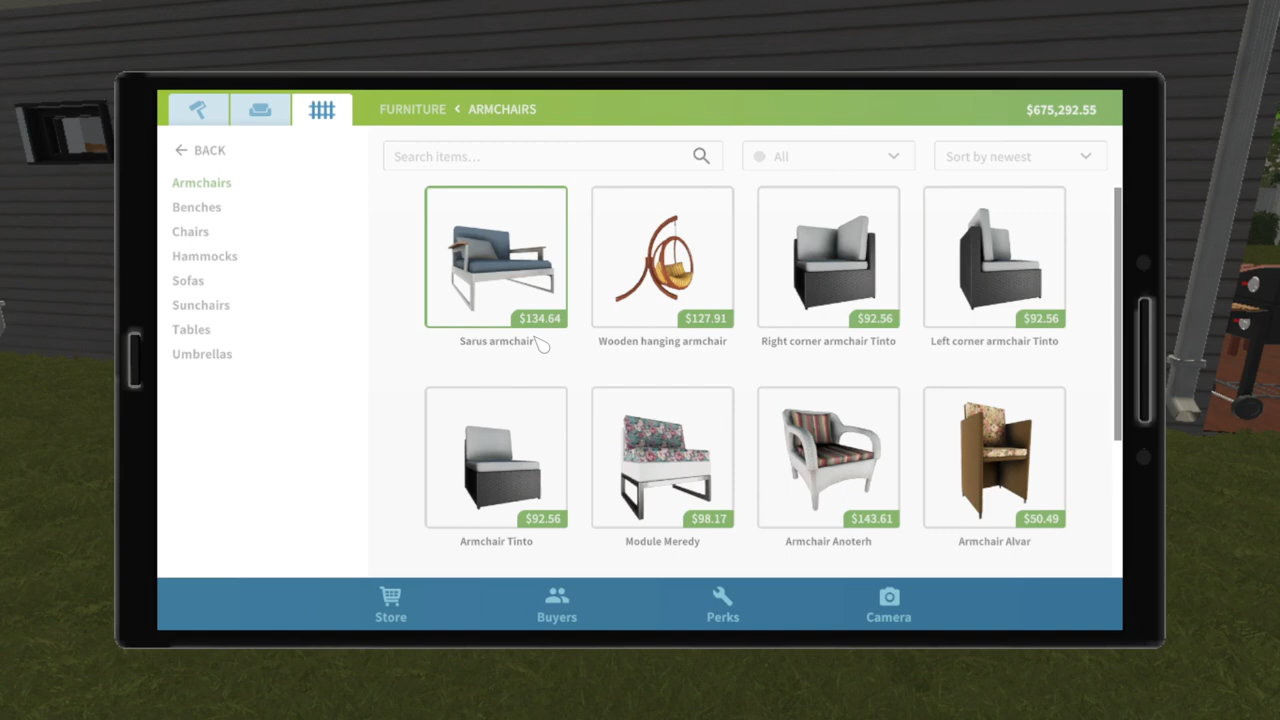 FURNITURE < ARMCHAIRS
$675,292.55
BACK
Search items...
All
Sort by newest
Armchairs
Benches
Chairs
Hammocks
Sofas
Sunchairs
Tables
Umbrellas
$134.64
$127.91
$92.56
$92.56
Sarus armchair
Wooden hanging armchair
Right corner armchair Tinto
Left corner armchair Tinto
$92.56
$98.17
$143.61
$50.49
Armchair Tinto
Module Meredy
Armchair Anoterh
Armchair Alvar
Store
Buyers
Perks
Camera